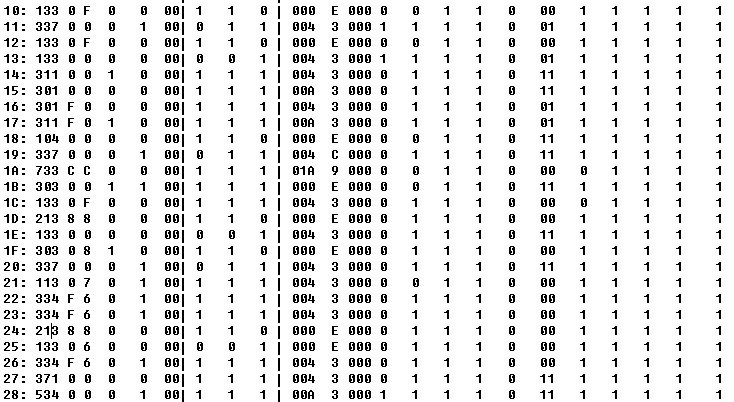 10: 133 0 F 0 0 00| 1 1 0 | 000 E 000 0 0 1 1 0 00 1 1 1 1 1
11: 337 0 0 0 1 00| 0 1 1 | 004 3 000 1 1 1 1 0 01 1 1 1 1 1
12: 133 0 F 0 0 00| 1 1 0 | 000 E 000 0 0 1 1 0 00 1 1 1 1 1
13: 133 0 0 0 0 00| 0 0 1 | 004 3 000 1 1 1 1 0 01 1 1 1 1 1
14: 311 0 0 1 0 00| 1 1 1 | 004 3 000 0 1 1 1 0 11 1 1 1 1 1
15: 301 0 0 0 0 00| 1 1 1 | 00A 3 000 0 1 1 1 0 01 1 1 1 1 1
16: 301 F 0 0 0 00| 1 1 1 | 004 3 000 0 1 1 1 0 01 1 1 1 1 1
17: 311 F 0 1 0 00| 1 1 1 | 00A 3 000 0 1 1 1 0 01 1 1 1 1 1
18: 104 0 0 0 0 00| 1 1 0 | 000 E 000 0 0 1 1 0 11 1 1 1 1 1
19: 337 0 0 0 1 00| 0 1 1 | 004 C 000 0 1 1 1 0 11 1 1 1 1 1
1A: 733 C C 0 0 00| 1 1 1 | 01A 9 000 0 0 1 1 0 00 0 1 1 1 1
1B: 303 0 0 1 1 00| 1 1 1 | 000 E 000 0 0 1 1 0 11 1 1 1 1 1
1C: 133 0 F 0 0 00| 1 1 1 | 004 3 000 0 1 1 1 0 00 0 1 1 1 1
1D: 213 8 8 0 0 00| 1 1 0 | 000 E 000 0 1 1 1 0 00 1 1 1 1 1
1E: 133 0 0 0 0 00| 0 0 1 | 004 3 000 0 1 1 1 0 11 1 1 1 1 1
1F: 303 0 8 1 0 00| 1 1 0 | 000 E 000 0 1 1 1 0 00 1 1 1 1 1
20: 337 0 0 0 1 00| 0 1 1 | 004 3 000 0 1 1 1 0 11 1 1 1 1 1
21: 113 0 7 0 1 00| 1 1 1 | 004 3 000 0 0 1 1 0 00 1 1 1 1 1
22: 334 F 6 0 1 00| 1 1 1 | 004 3 000 0 1 1 1 0 00 1 1 1 1 1
23: 334 F 6 0 1 00| 1 1 1 | 004 3 000 0 1 1 1 0 00 1 1 1 1 1
24: 213 8 8 0 0 00| 1 1 0 | 000 E 000 0 1 1 1 0 00 1 1 1 1 1
25: 133 0 6 0 0 00| 0 0 1 | 000 E 000 0 1 1 1 0 00 1 1 1 1 1
26: 334 F 6 0 1 00| 1 1 1 | 004 3 000 0 1 1 1 0 00 1 1 1 1 1
27: 371 0 0 0 0 00| 1 1 1 | 004 3 000 1 1 1 1 0 11 1 1 1 1 1
28: 534 0 0 0 1 00| 1 1 1 | 00A 3 000 1 1 1 1 0 11 1 1 1 1 1